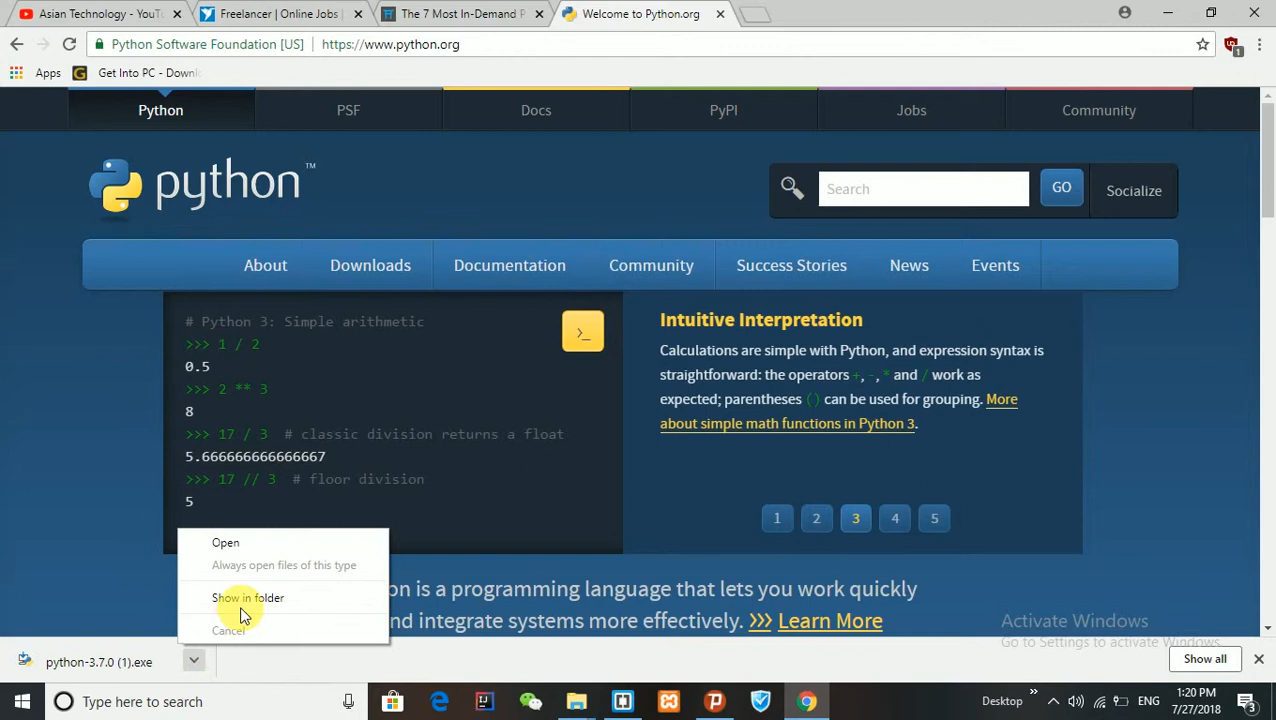 Asian Technology - YouTu
Freelancer | Online Jobs |
The 7 Most In-Demand P
Welcome to Python.org
Python Software Foundation [US]
https://www.python.org
1
Apps
Get Into PC - Downl
Python
PSF
Docs
PyPI
Jobs
Community
python™
Search
GO
Socialize
About
Downloads
Documentation
Community
Success Stories
News
Events
# Python 3: Simple arithmetic
>>> 1 / 2
0.5
>>> 2 ** 3
8
>>> 17 / 3 # classic division returns a float
5.666666666666667
>>> 17 // 3 # floor division
5
>_
Intuitive Interpretation
Calculations are simple with Python, and expression syntax is
straightforward: the operators +, -, * and / work as
expected; parentheses () can be used for grouping. More
about simple math functions in Python 3.
1 2 3 4 5
Open
Always open files of this type
Show in folder
Cancel
on is a programming language that lets you work quickly
nd integrate systems more effectively. >>> Learn More
Activate Windows
Go to Settings to activate Windows.
python-3.7.0 (1).exe
Show all
Type here to search
Desktop
»
ENG
1:20 PM
7/27/2018
3